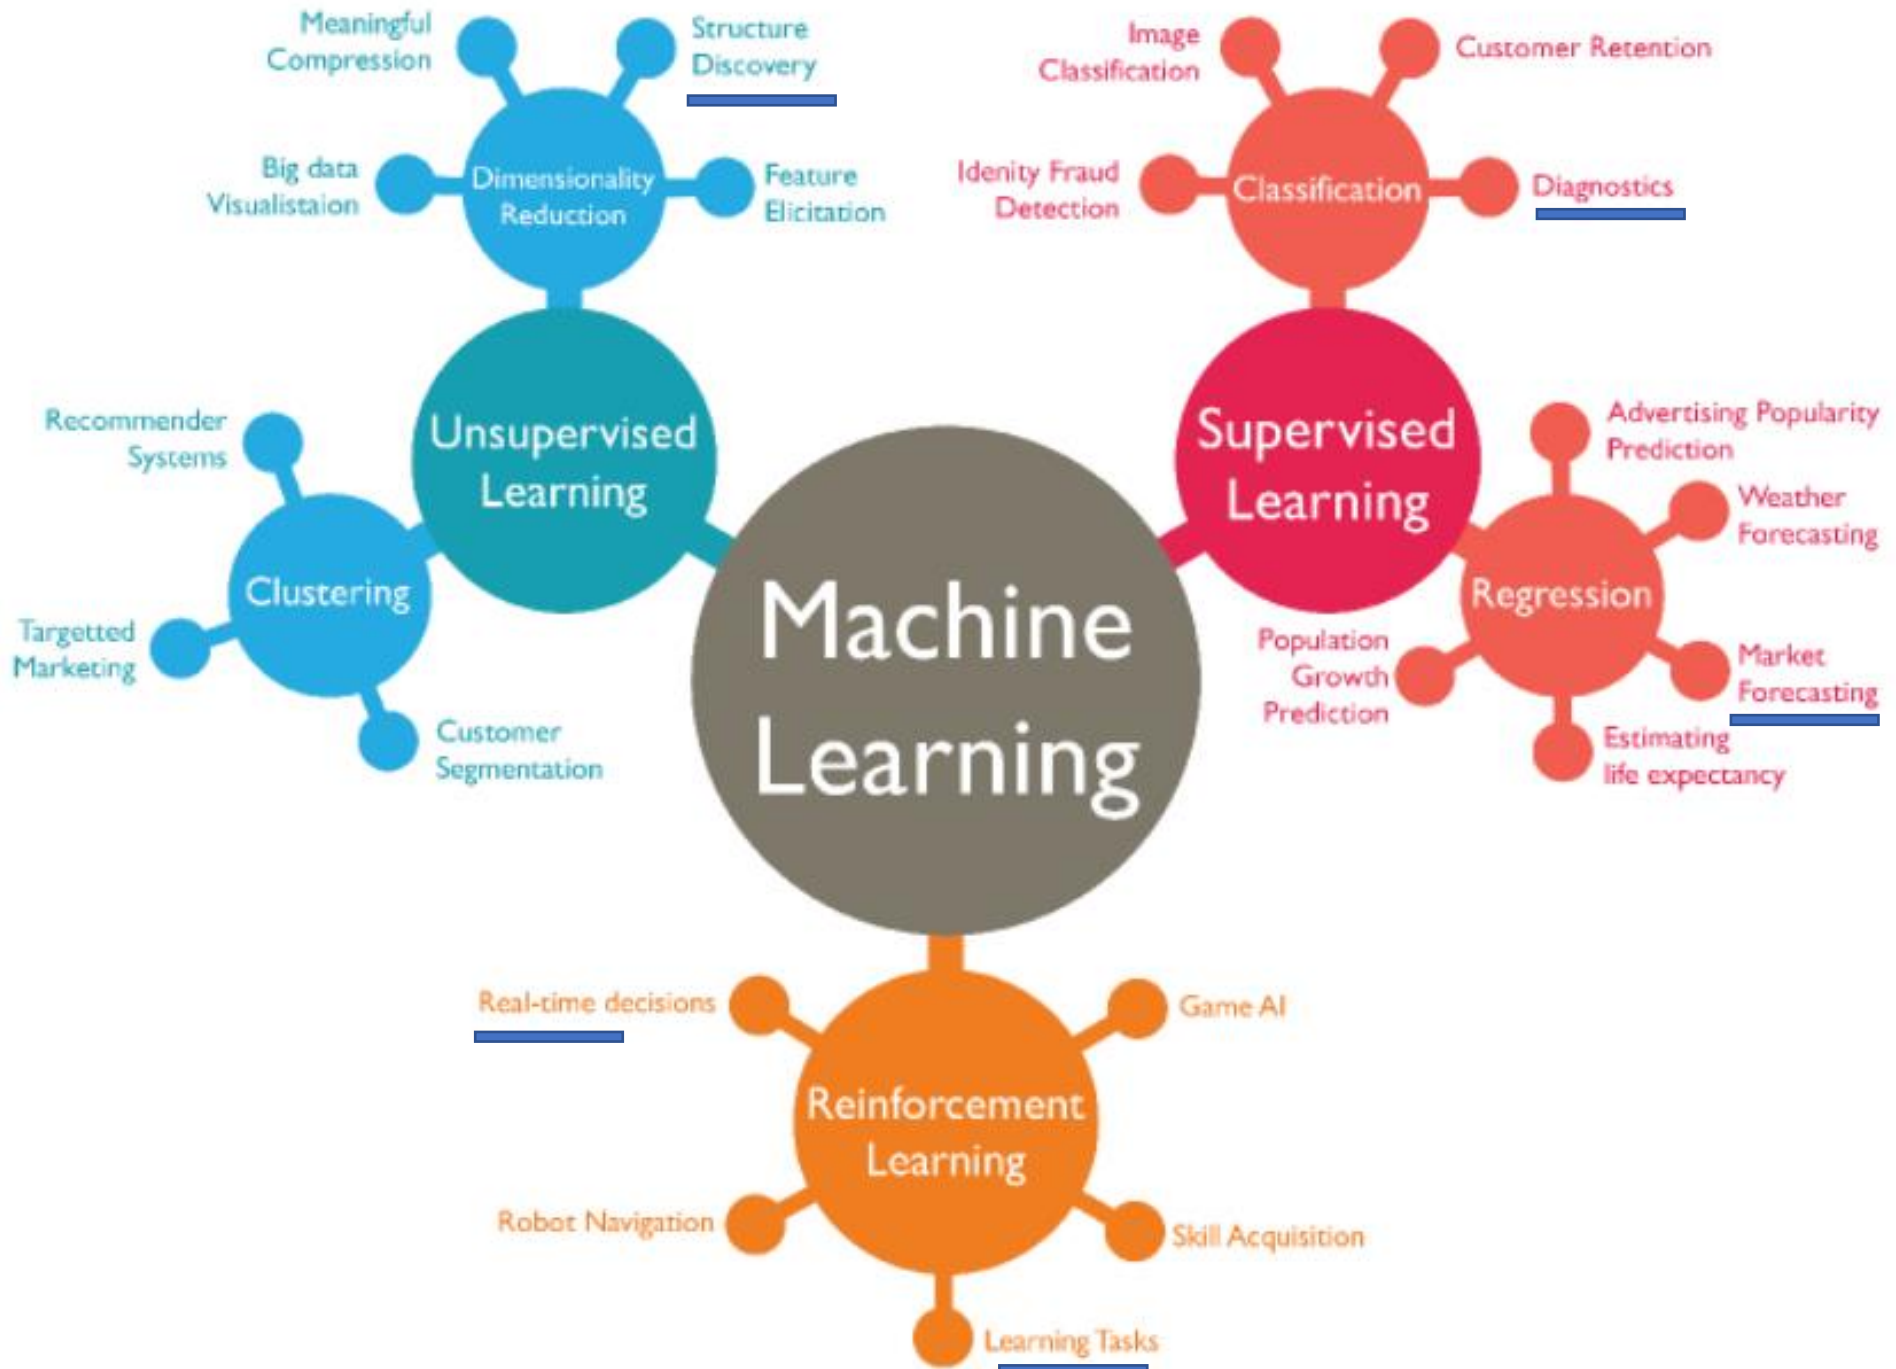 Meaningful
Compression
Structure
Discovery
Big data
Visualistaion
Dimensionality
Reduction
Feature
Elicitation
Image
Classification
Customer Retention
Idenity Fraud
Detection
Classification
Diagnostics
Recommender
Systems
Unsupervised
Learning
Clustering
Targetted
Marketing
Customer
Segmentation
Machine
Learning
Supervised
Learning
Advertising Popularity
Prediction
Weather
Forecasting
Regression
Population
Growth
Prediction
Market
Forecasting
Estimating
life expectancy
Real-time decisions
Game AI
Reinforcement
Learning
Robot Navigation
Skill Acquisition
Learning Tasks